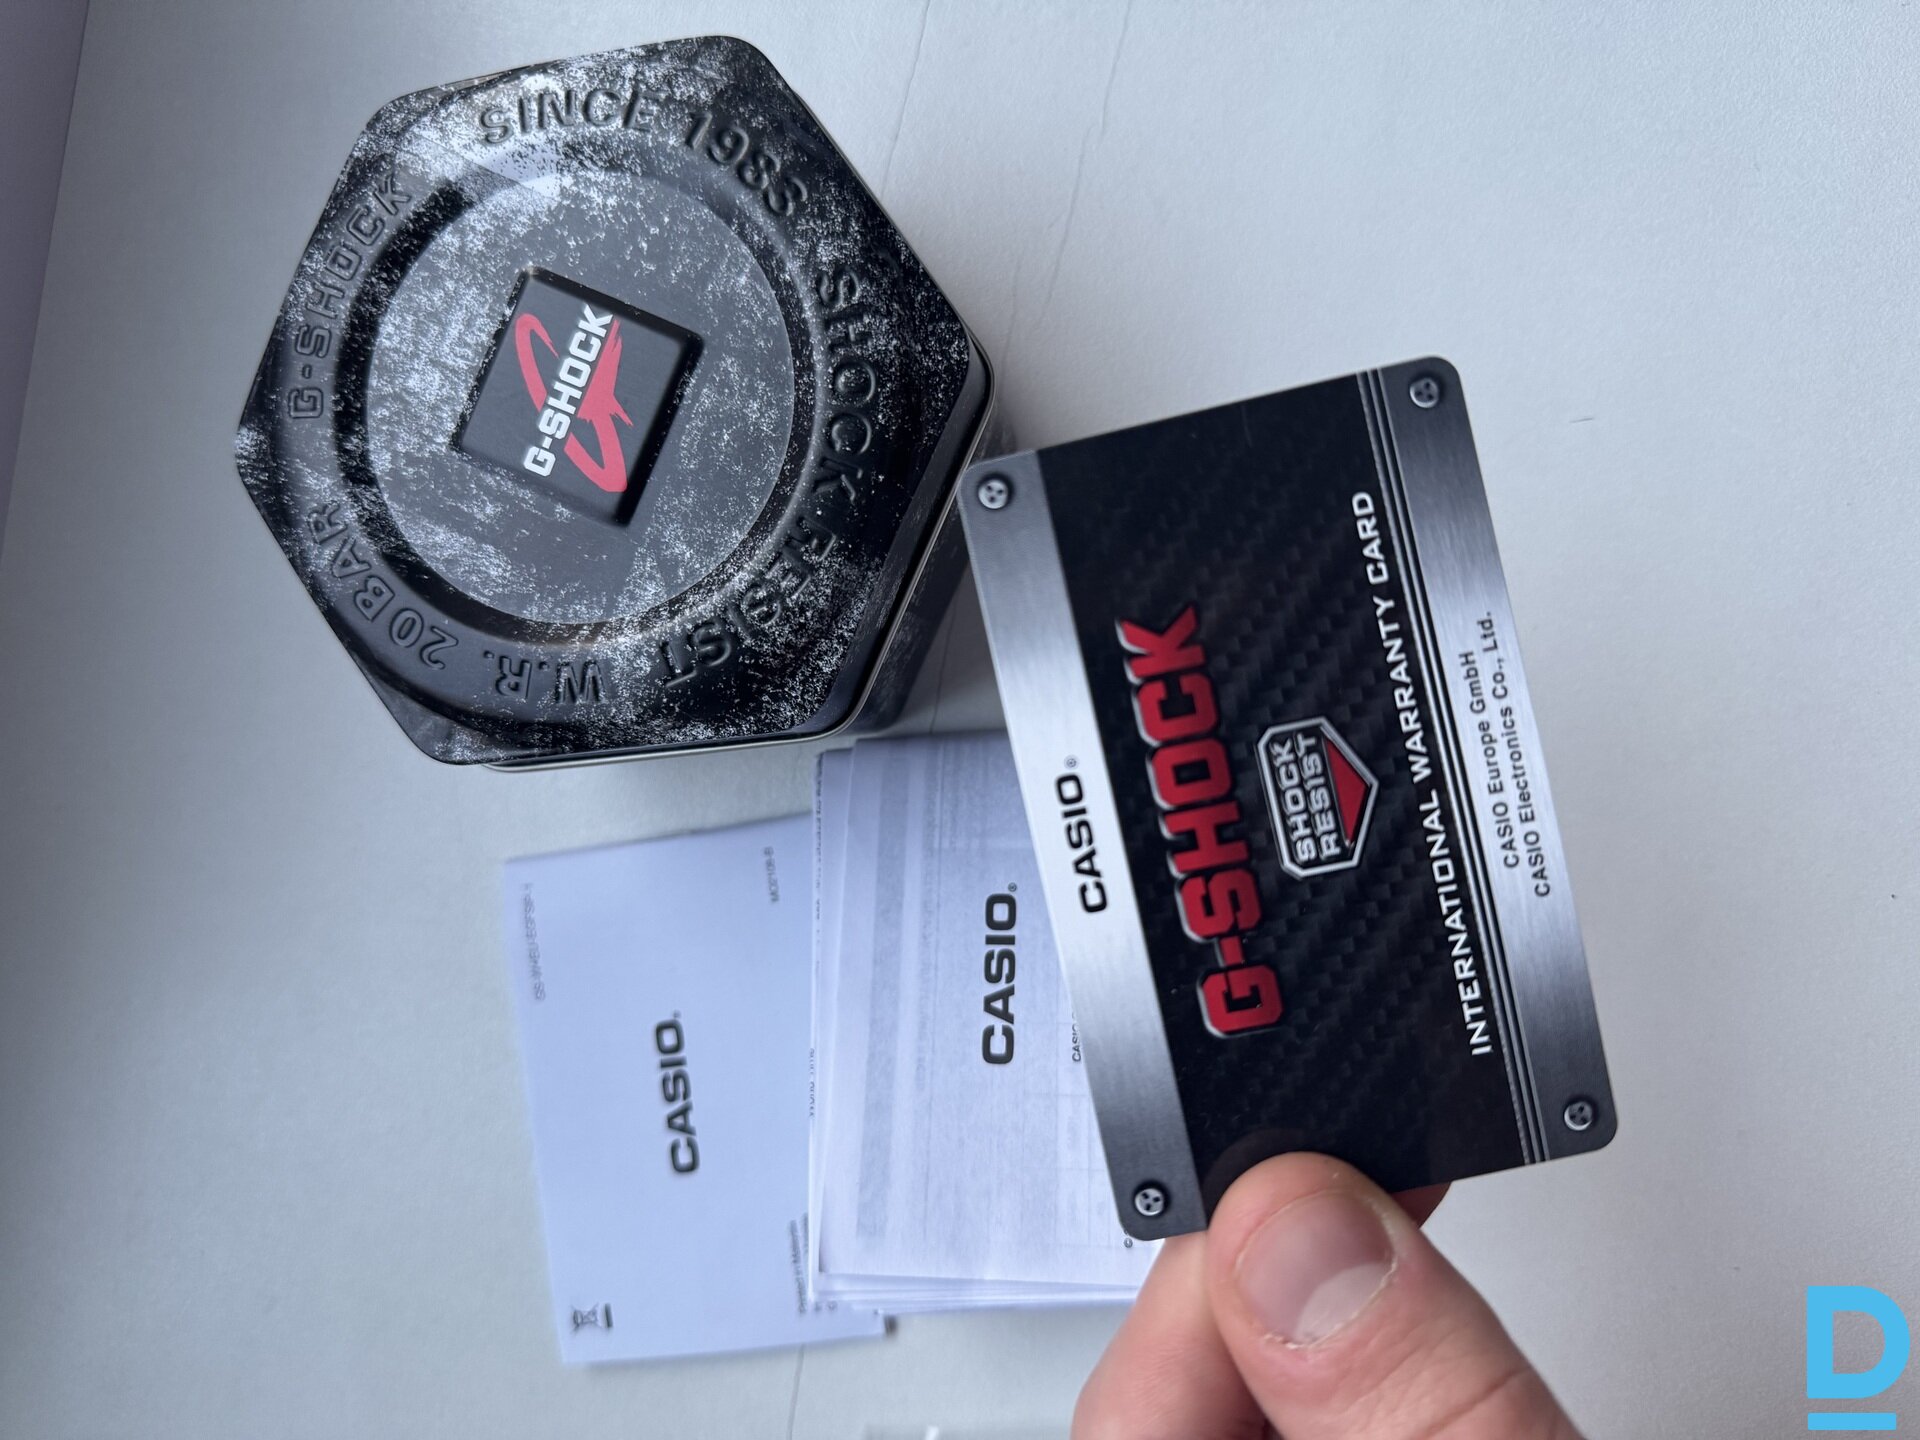 G-SHOCK
SINCE 1983
SHOCK RESIST
W.R. 20BAR
G-SHOCK
CASIO®
G-SHOCK
SHOCK
RESIST
INTERNATIONAL WARRANTY CARD
CASIO Europe GmbH
CASIO Electronics Co., Ltd.
CASIO®
CASIO®
D